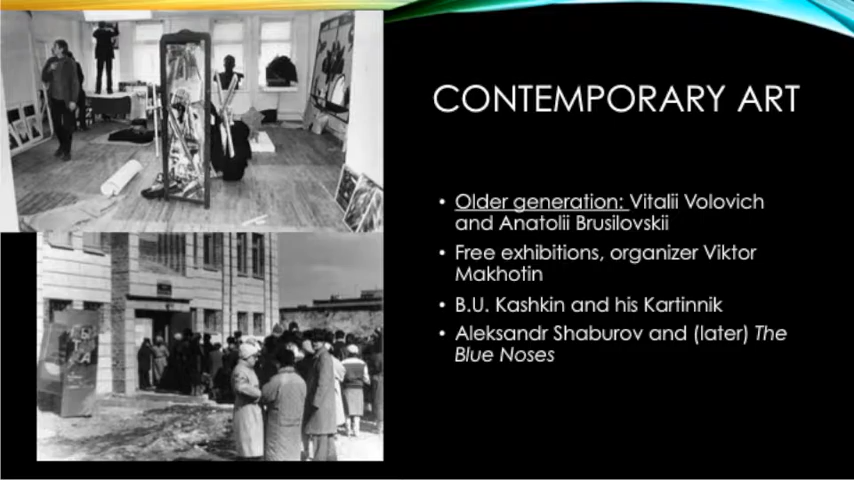 CONTEMPORARY ART
• Older generation: Vitalii Volovich
and Anatolii Brusilovskii
• Free exhibitions, organizer Viktor
Makhotin
• B.U. Kashkin and his Kartinnik
• Aleksandr Shaburov and (later) The
Blue Noses